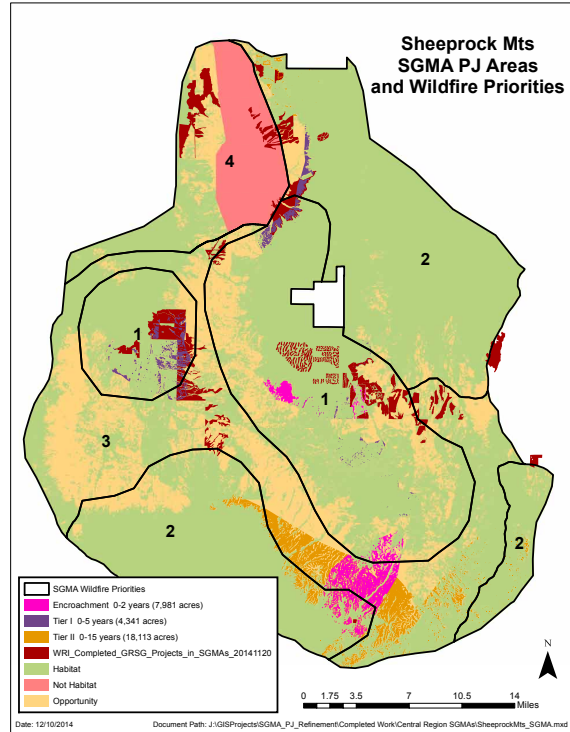 Sheeprock Mts
SGMA PJ Areas
and Wildfire Priorities
4
2
1
1
3
2
2
SGMA Wildfire Priorities
Encroachment 0-2 years (7,981 acres)
Tier I 0-5 years (4,341 acres)
Tier II 0-15 years (18,113 acres)
WRI_Completed_GRSG_Projects_in_SGMAs_20141120
Habitat
Not Habitat
Opportunity
N
0 1.75 3.5 7 10.5 14
Miles
Date: 12/10/2014 Document Path: J:\GISProjects\SGMA_PJ_Refinement\Completed Work\Central Region SGMAs\SheeprockMts_SGMA.mxd